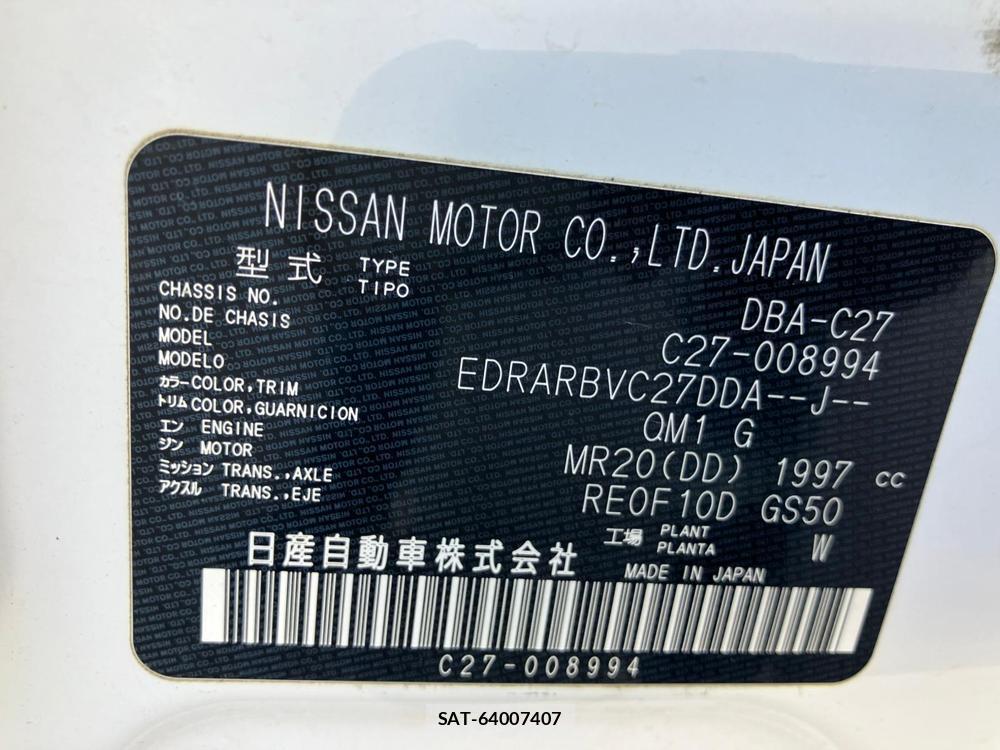 NISSAN MOTOR CO.,LTD.JAPAN
型式 TYPE
TIPO
DBA-C27
CHASSIS NO.
NO.DE CHASIS
C27-008994
MODEL
MODELO
EDRARBVC27DDA--J--
カラー COLOR,TRIM
トリム COLOR,GUARNICION
QM1 G
エン ENGINE
ジン MOTOR
MR20(DD) 1997 cc
ミッション TRANS.,AXLE
アクスル TRANS.,EJE
RE0F10D GS50
工場 PLANT
PLANTA
W
日産自動車株式会社
MADE IN JAPAN
C27-008994
SAT-64007407